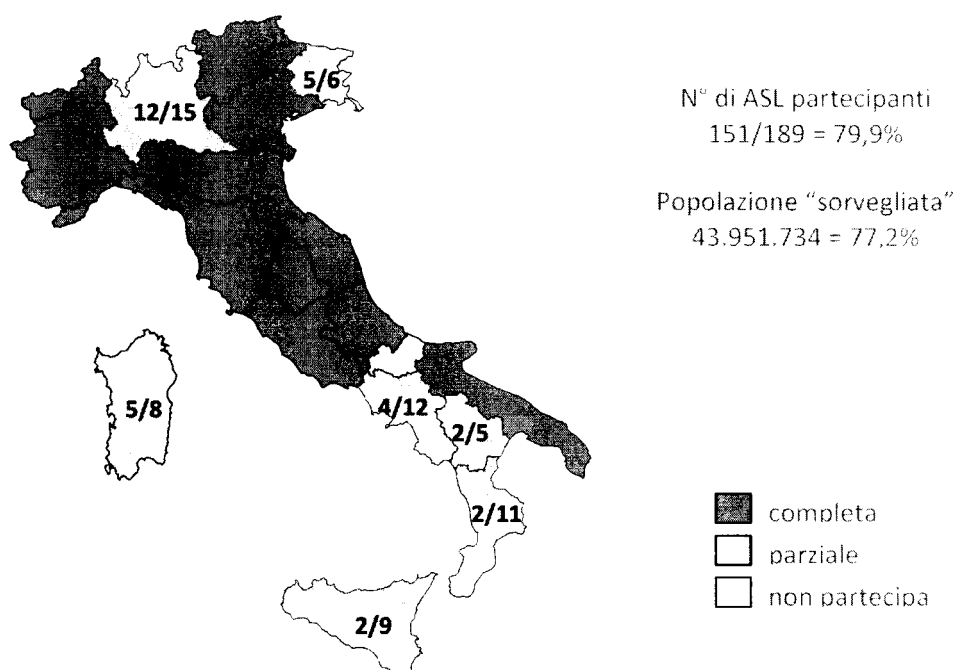 5/6
12/15
N° di ASL partecipanti
151/189 = 79,9%
Popolazione “sorvegliata”
43.951.734 = 77,2%
5/8
4/12
2/5
2/11
2/9
completa
parziale
non partecipa